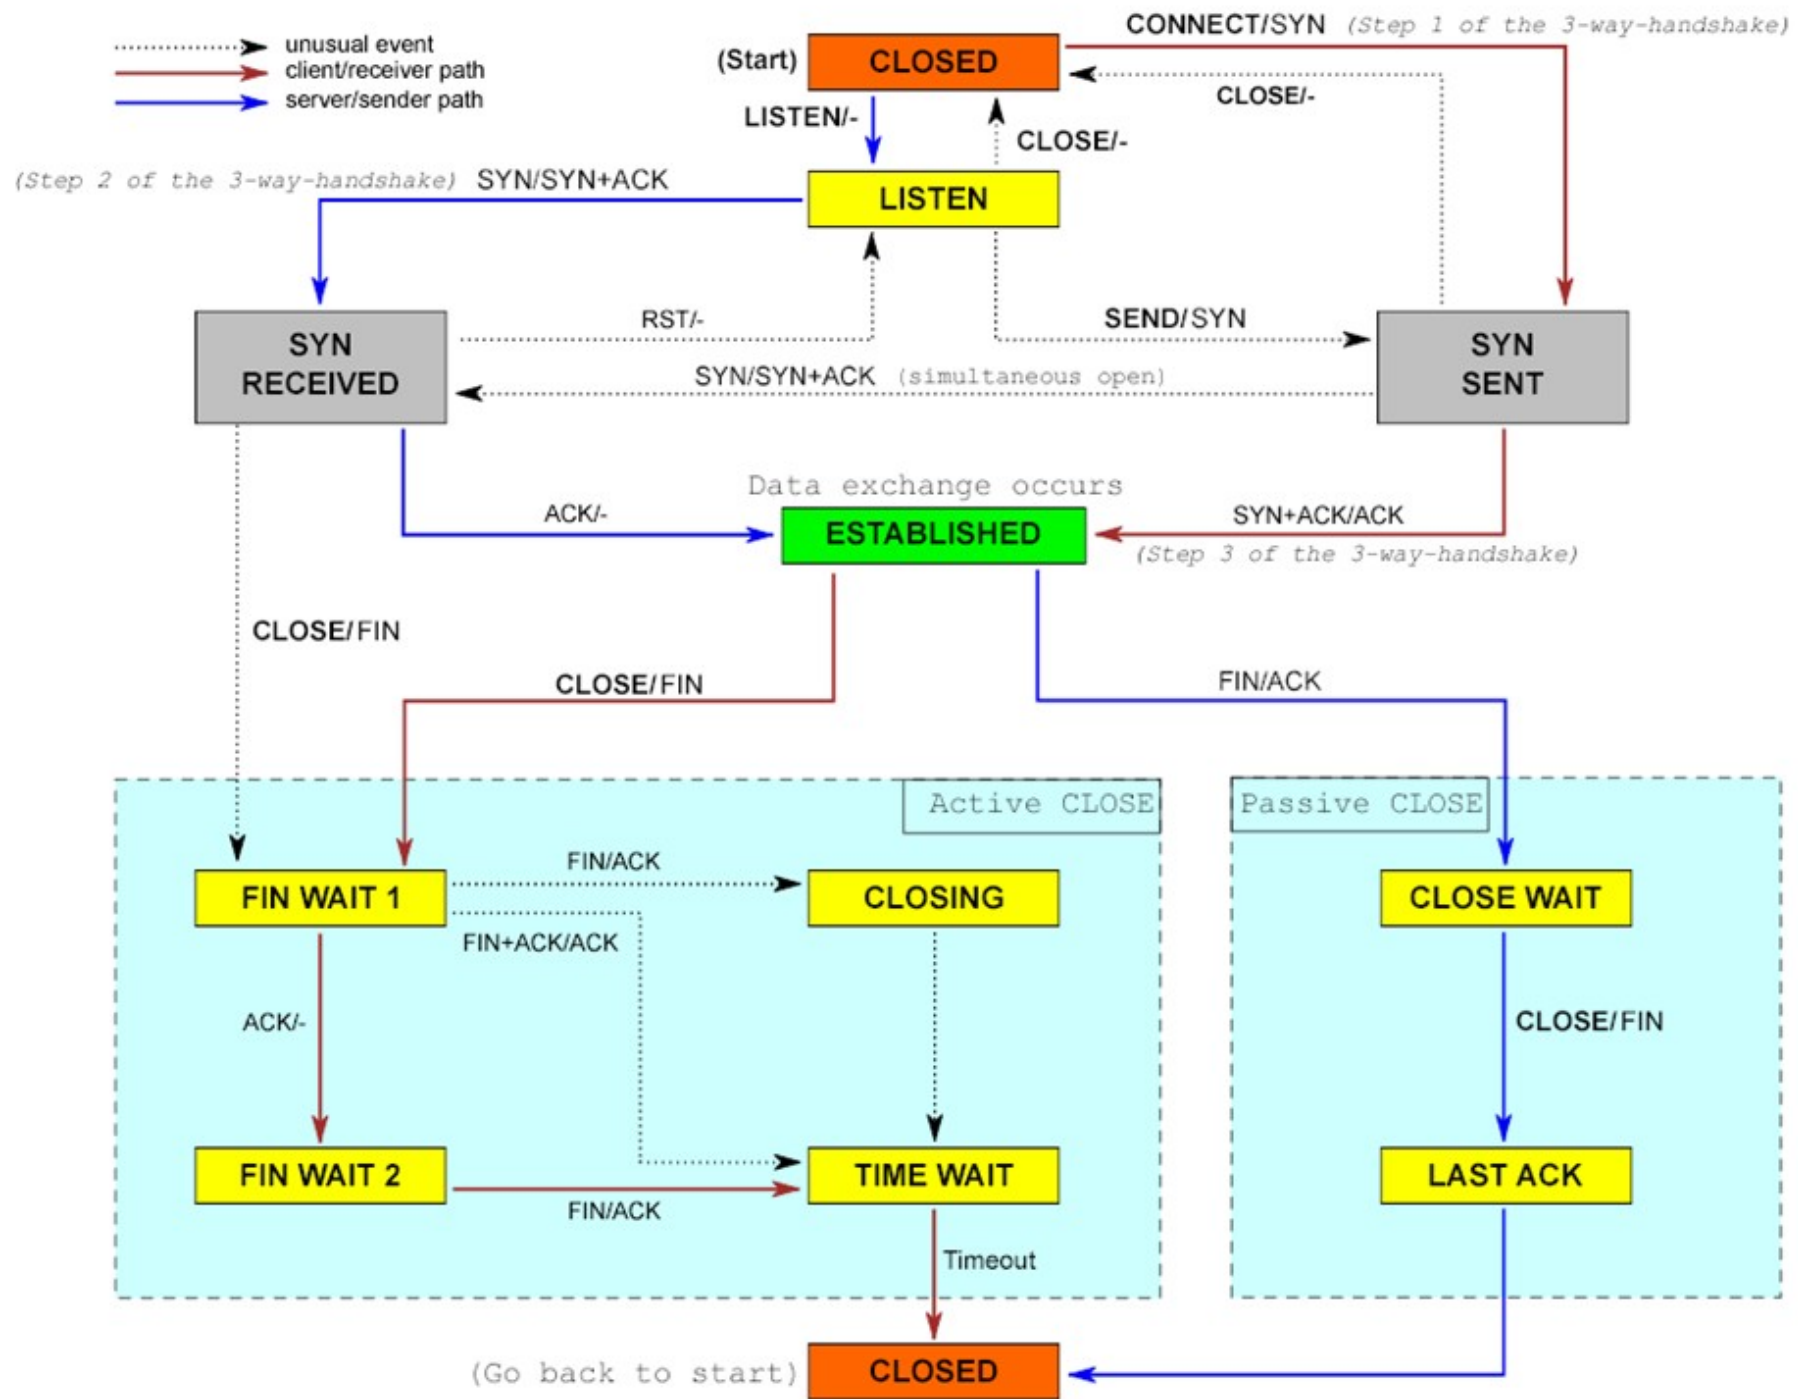 CONNECT/SYN (Step 1 of the 3-way-handshake)
unusual event
client/receiver path
server/sender path
(Start) CLOSED
CLOSE/-
LISTEN/-
CLOSE/-
(Step 2 of the 3-way-handshake) SYN/SYN+ACK
LISTEN
RST/-
SEND/SYN
SYN
RECEIVED
SYN
SENT
SYN/SYN+ACK (simultaneous open)
Data exchange occurs
ACK/-
ESTABLISHED
SYN+ACK/ACK
(Step 3 of the 3-way-handshake)
CLOSE/FIN
CLOSE/FIN
FIN/ACK
Active CLOSE
Passive CLOSE
FIN/ACK
FIN WAIT 1
CLOSING
CLOSE WAIT
FIN+ACK/ACK
ACK/-
CLOSE/FIN
FIN WAIT 2
TIME WAIT
LAST ACK
FIN/ACK
Timeout
(Go back to start) CLOSED